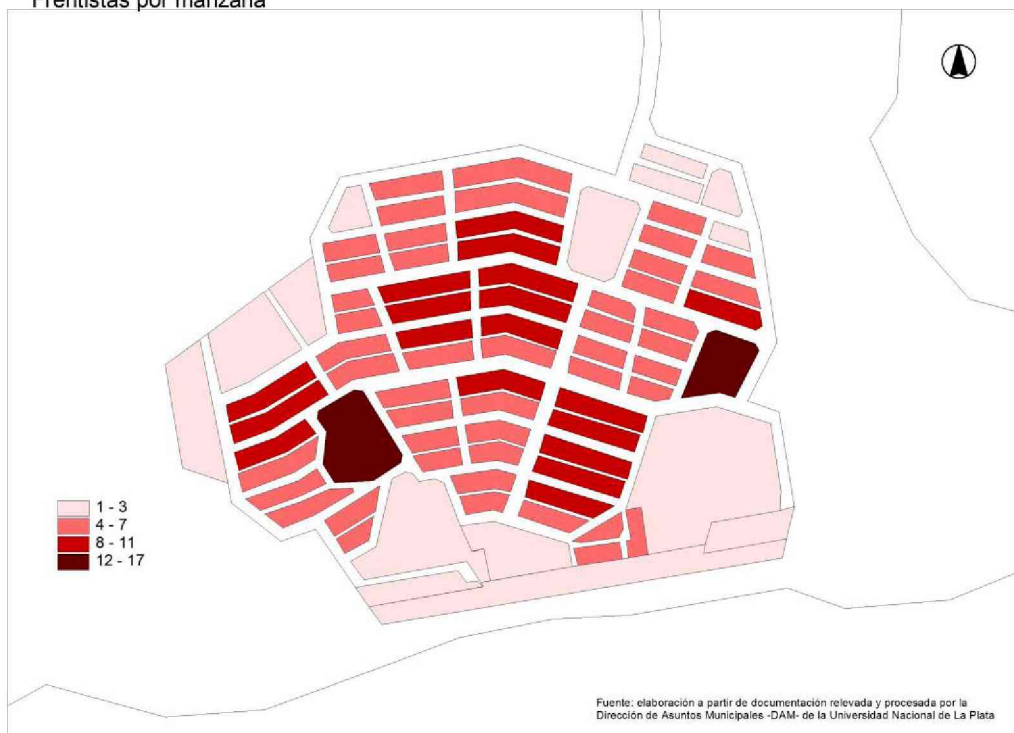 Frentistas por manzana
1 - 3
4 - 7
8 - 11
12 - 17
Fuente: elaboración a partir de documentación relevada y procesada por la
Dirección de Asuntos Municipales -DAM- de la Universidad Nacional de La Plata